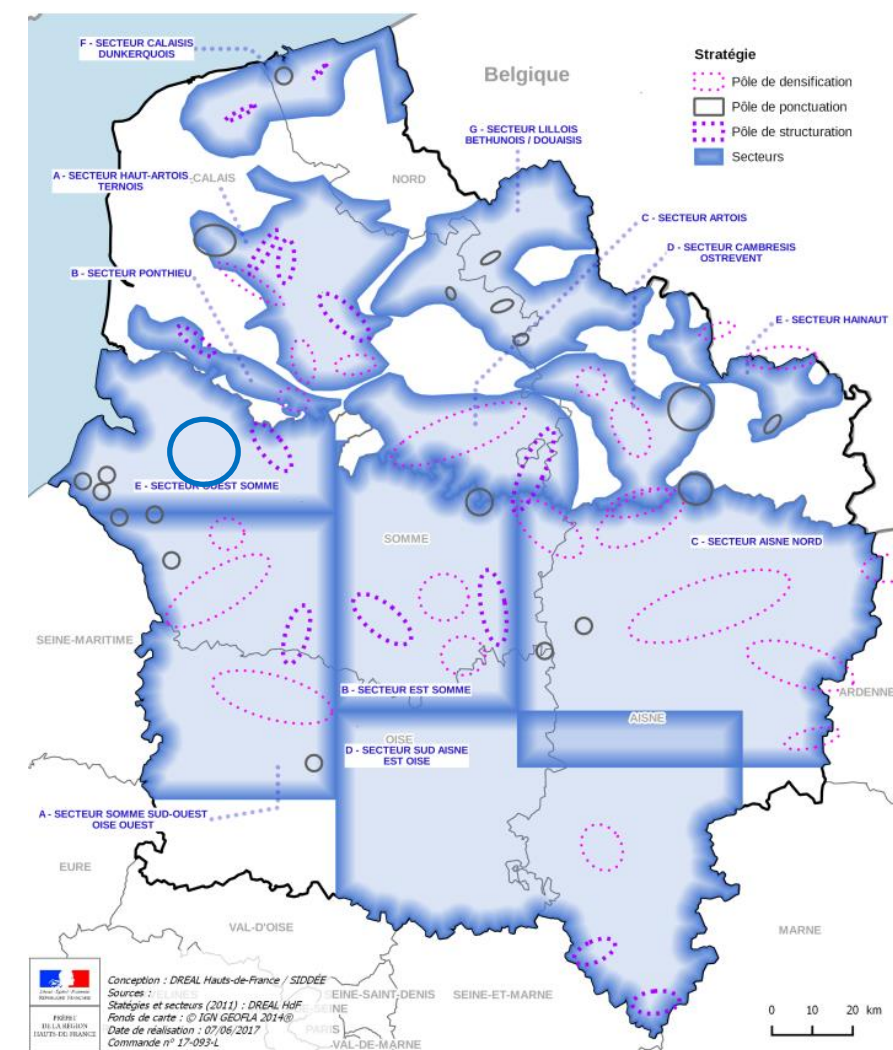 F - SECTEUR CALAISIS
DUNKERQUOIS
Belgique
Stratégie
Pôle de densification
Pôle de ponctuation
Pôle de structuration
Secteurs
G - SECTEUR LILLOIS
BETHUNOIS / DOUAISIS
A - SECTEUR HAUT-ARTOIS
TERNOIS
-CALAIS
NORD
C - SECTEUR ARTOIS
D - SECTEUR CAMBRESIS
OSTREVENT
B - SECTEUR PONTHIEU
E - SECTEUR HAINAUT
E - SECTEUR OUEST SOMME
SOMME
C - SECTEUR AISNE NORD
SEINE-MARITIME
B - SECTEUR EST SOMME
ARDENNE
AISNE
OISE
D - SECTEUR SUD AISNE
EST OISE
A - SECTEUR SOMME SUD-OUEST
OISE OUEST
EURE
VAL-D'OISE
MARNE
SEINE-SAINT-DENIS
SEINE-ET-MARNE
PARIS
VAL-DE-MARNE
PRÉFET
DE LA RÉGION
HAUTS-DE-FRANCE
Conception : DREAL Hauts-de-France / SIDDÉE
Sources :
Statégies et secteurs (2011) : DREAL HdF
Fonds de carte : © IGN GEOFLA 2014®
Date de réalisation : 07/06/2017
Commande n° 17-093-L
0 10 20 km